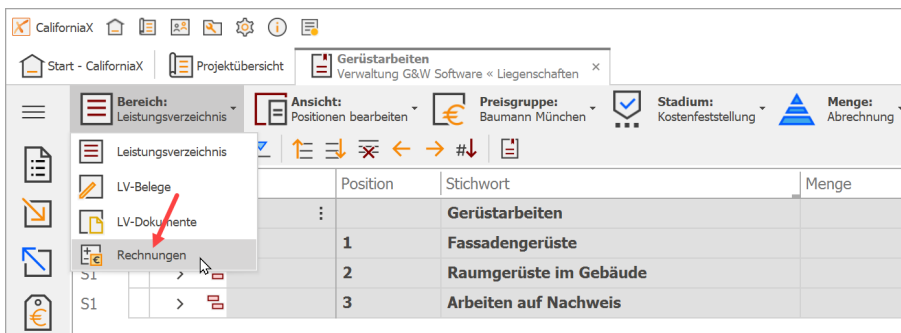 CaliforniaX
Start - CaliforniaX
Projektübersicht
Gerüstarbeiten
Verwaltung G&W Software « Liegenschaften
Bereich:
Leistungsverzeichnis
Ansicht:
Positionen bearbeiten
Preisgruppe:
Baumann München
Stadium:
Kostenfeststellung
Menge:
Abrechnung
Leistungsverzeichnis
LV-Belege
LV-Dokumente
Rechnungen
Position Stichwort Menge
Gerüstarbeiten
1 Fassadengerüste
S1 2 Raumgerüste im Gebäude
S1 3 Arbeiten auf Nachweis